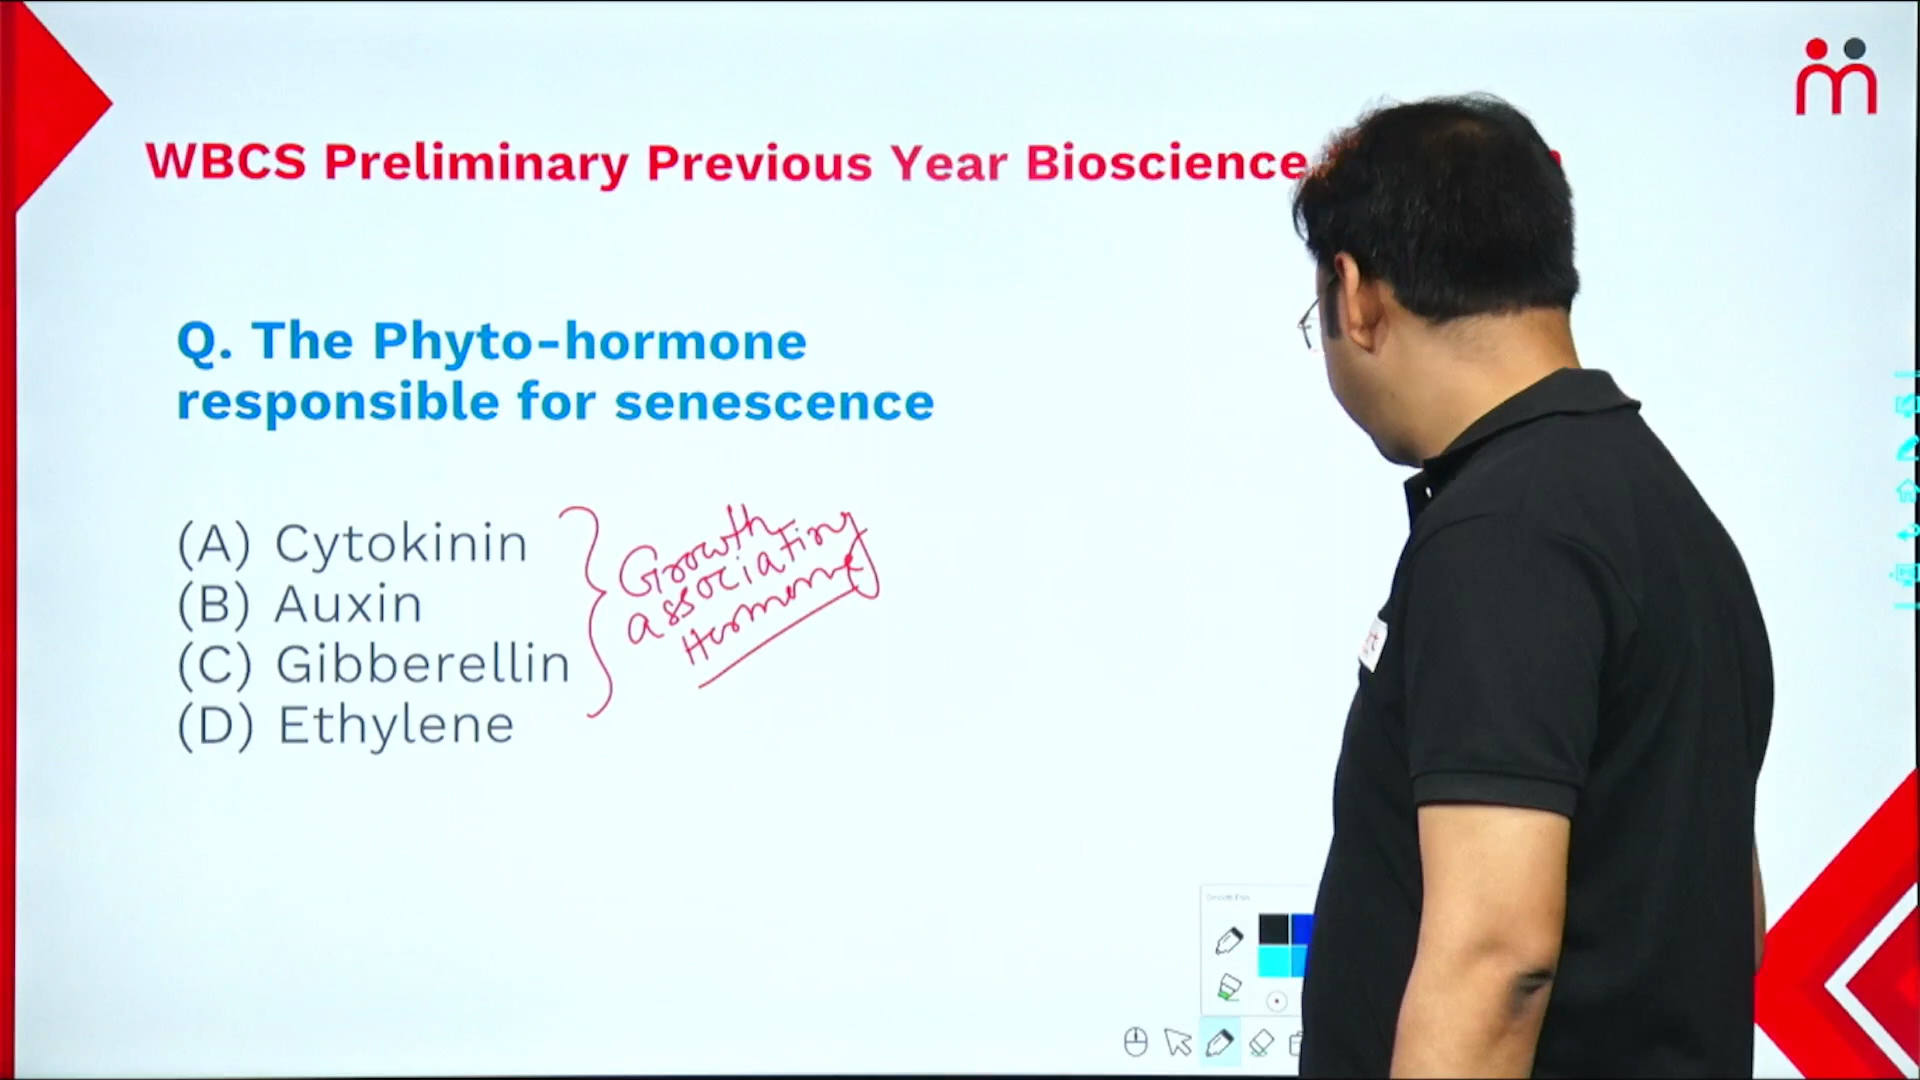 WBCS Preliminary Previous Year Bioscience
Q. The Phyto-hormone
responsible for senescence
(A) Cytokinin
(B) Auxin
(C) Gibberellin
(D) Ethylene
Growth
associating
Hormone